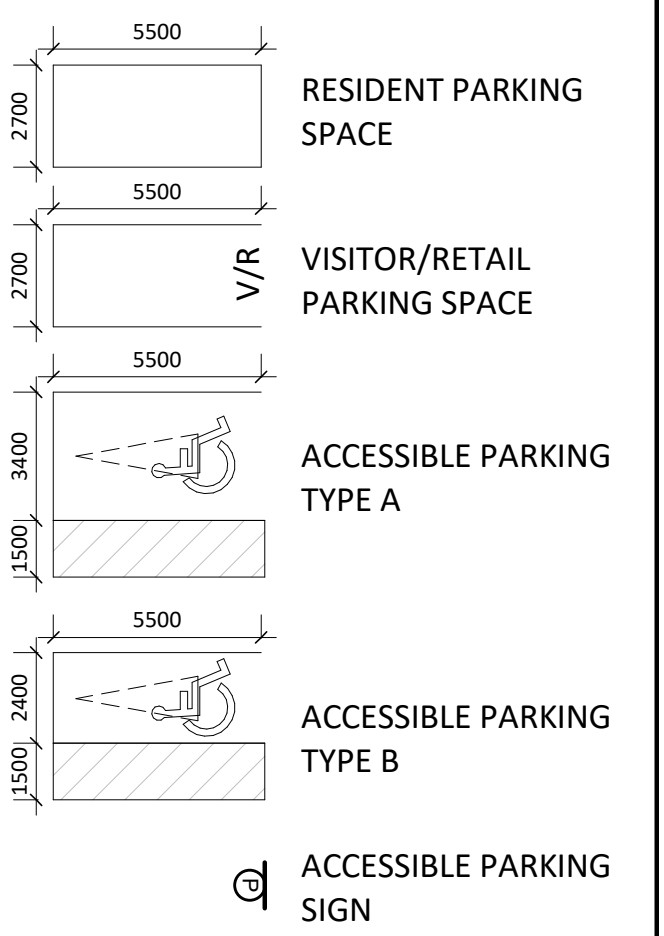 5500
2700
RESIDENT PARKING
SPACE
5500
2700
V/R
VISITOR/RETAIL
PARKING SPACE
5500
3400
1500
ACCESSIBLE PARKING
TYPE A
5500
2400
1500
ACCESSIBLE PARKING
TYPE B
P
ACCESSIBLE PARKING
SIGN